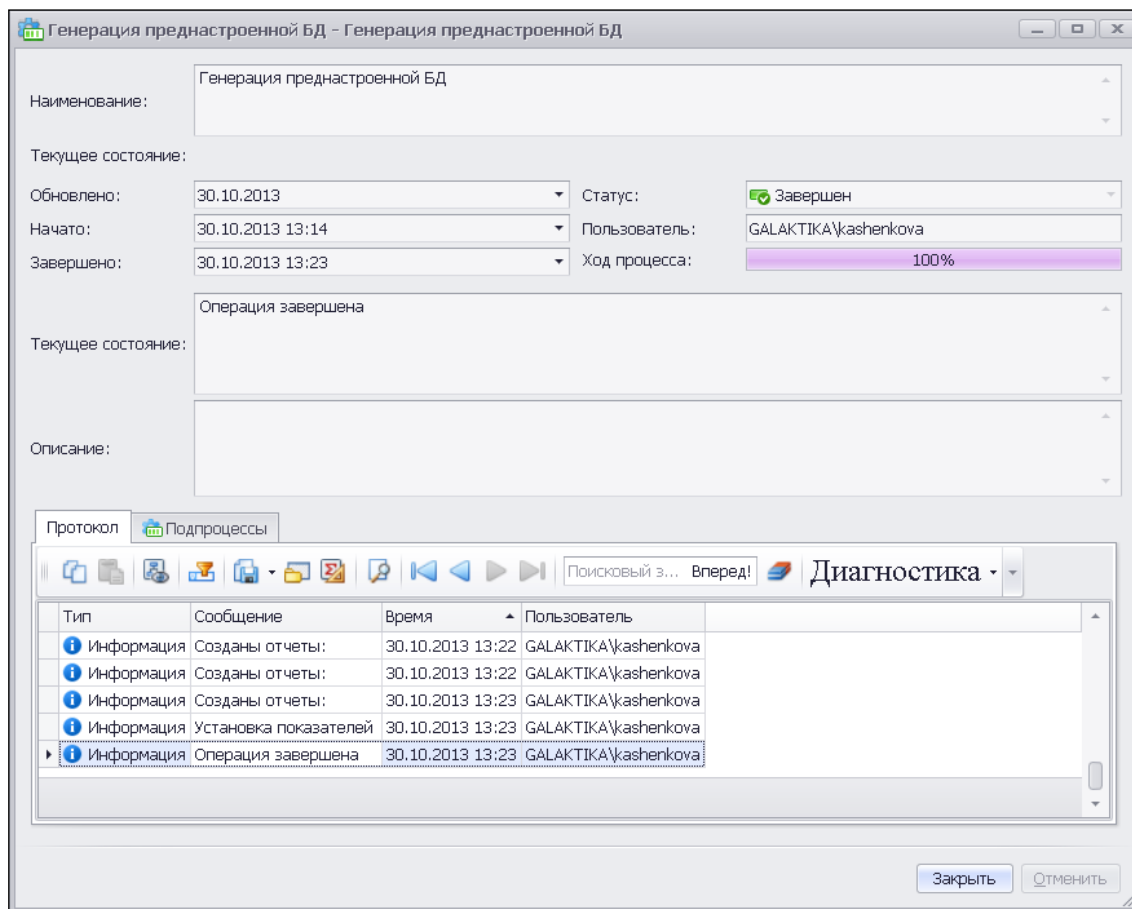 Генерация преднастроенной БД - Генерация преднастроенной БД
Наименование: Генерация преднастроенной БД
Текущее состояние:
Обновлено: 30.10.2013 Статус: Завершен
Начато: 30.10.2013 13:14 Пользователь: GALAKTIKA\kashenkova
Завершено: 30.10.2013 13:23 Ход процесса: 100%
Операция завершена
Текущее состояние:
Описание:
Протокол Подпроцессы
Поисковый з... Вперед! Диагностика
Тип Сообщение Время Пользователь
Информация Созданы отчеты: 30.10.2013 13:22 GALAKTIKA\kashenkova
Информация Созданы отчеты: 30.10.2013 13:22 GALAKTIKA\kashenkova
Информация Созданы отчеты: 30.10.2013 13:23 GALAKTIKA\kashenkova
Информация Установка показателей 30.10.2013 13:23 GALAKTIKA\kashenkova
Информация Операция завершена 30.10.2013 13:23 GALAKTIKA\kashenkova
Закрыть Отменить